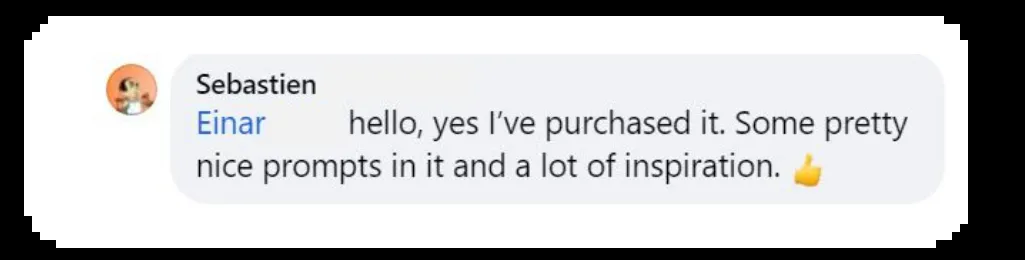 Sebastien
Einar hello, yes I’ve purchased it. Some pretty
nice prompts in it and a lot of inspiration. 👍